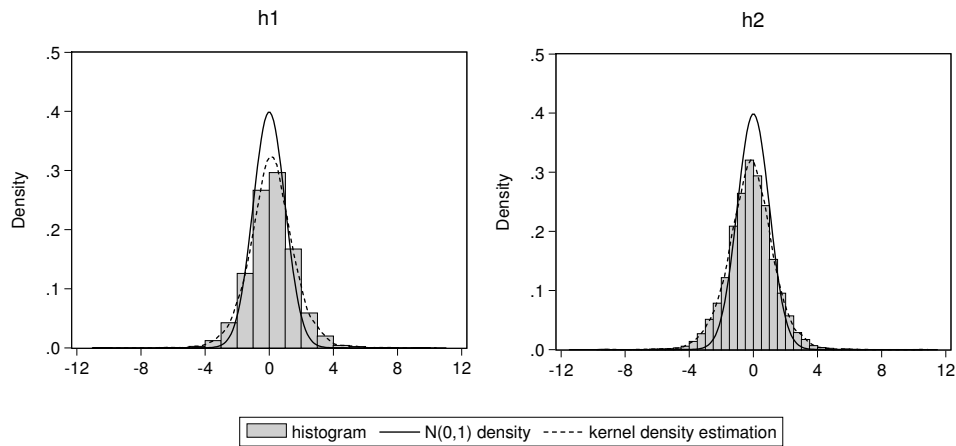 h1
h2
.5
.4
.3
.2
.1
.0
Density
-12 -8 -4 0 4 8 12
.5
.4
.3
.2
.1
.0
Density
-12 -8 -4 0 4 8 12
histogram N(0,1) density kernel density estimation